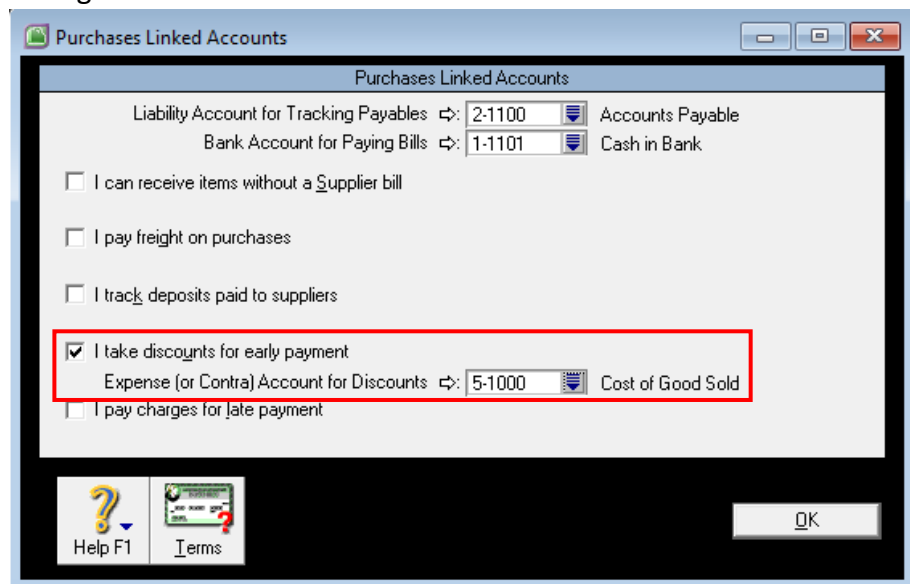 Purchases Linked Accounts
Purchases Linked Accounts
Liability Account for Tracking Payables ⇨: 2-1100 Accounts Payable
Bank Account for Paying Bills ⇨: 1-1101 Cash in Bank
I can receive items without a Supplier bill
I pay freight on purchases
I track deposits paid to suppliers
I take discounts for early payment
Expense (or Contra) Account for Discounts ⇨: 5-1000 Cost of Good Sold
I pay charges for late payment
Help F1
Terms
OK